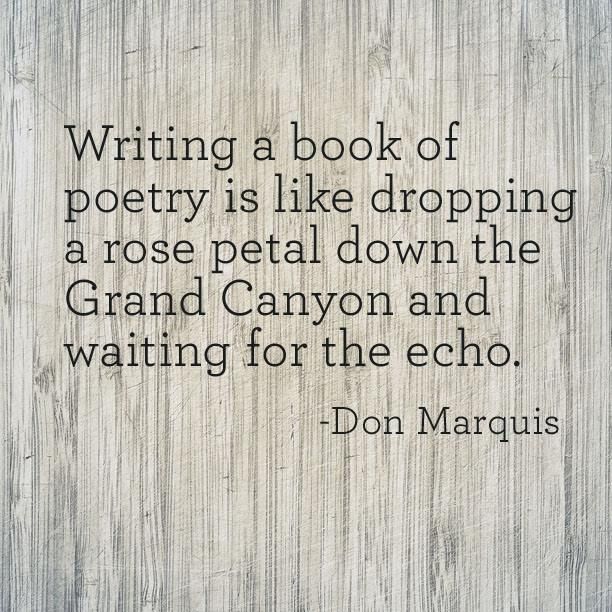 Writing a book of
poetry is like dropping
a rose petal down the
Grand Canyon and
waiting for the echo.
-Don Marquis